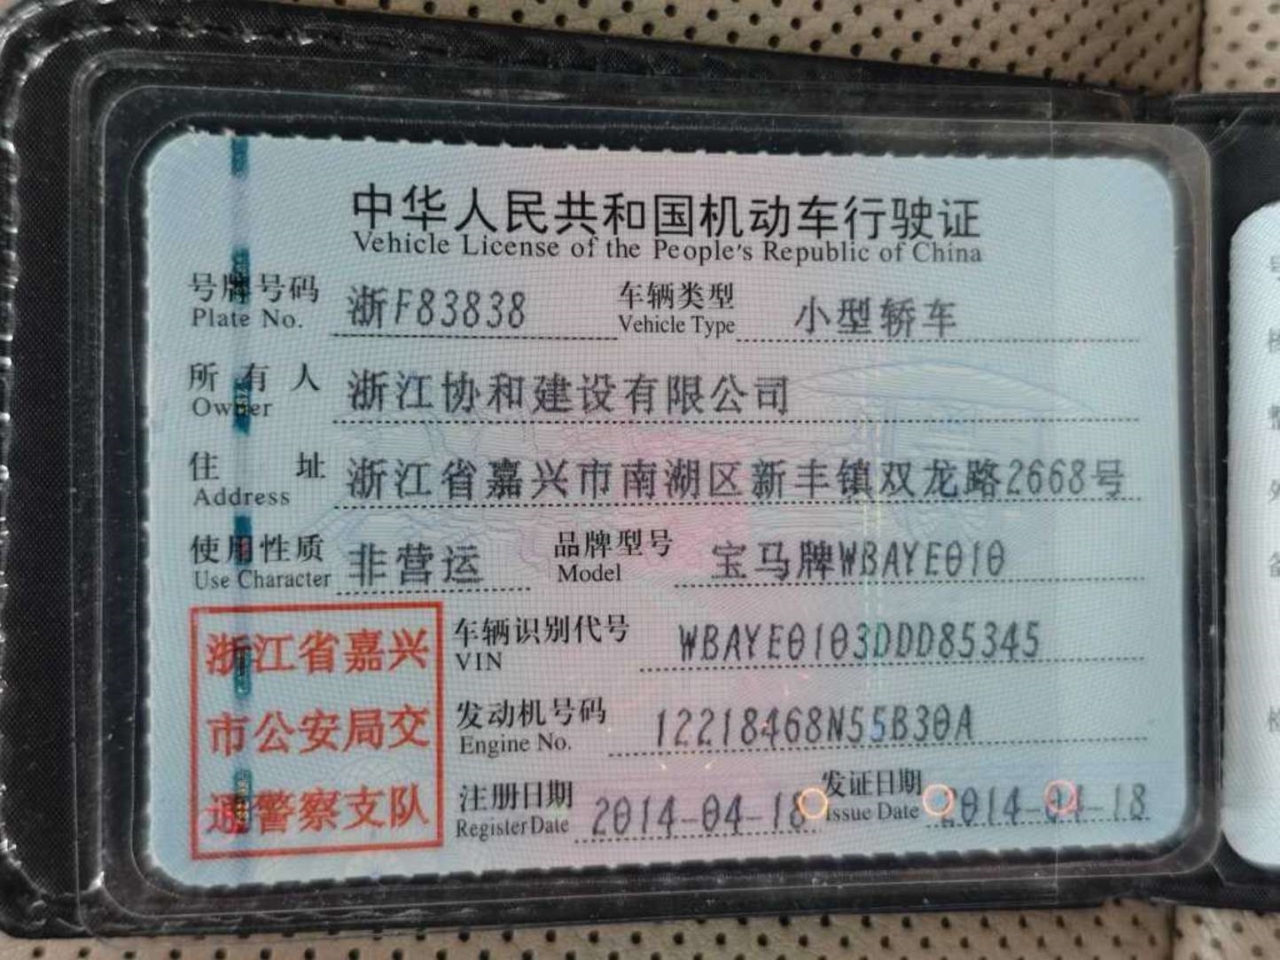 中华人民共和国机动车行驶证
Vehicle License of the People's Republic of China
号牌号码 浙F83838 车辆类型 小型轿车
Plate No. Vehicle Type
所有人 浙江协和建设有限公司
Owner
住址 浙江省嘉兴市南湖区新丰镇双龙路2668号
Address
使用性质 非营运 品牌型号 宝马牌WBAYE010
Use Character Model
浙江省嘉兴
市公安局交
通警察支队
车辆识别代号 WBAYE0103DDD85345
VIN
发动机号码 12218468N55B30A
Engine No.
注册日期 2014-04-18 发证日期 2014-04-18
Register Date Issue Date